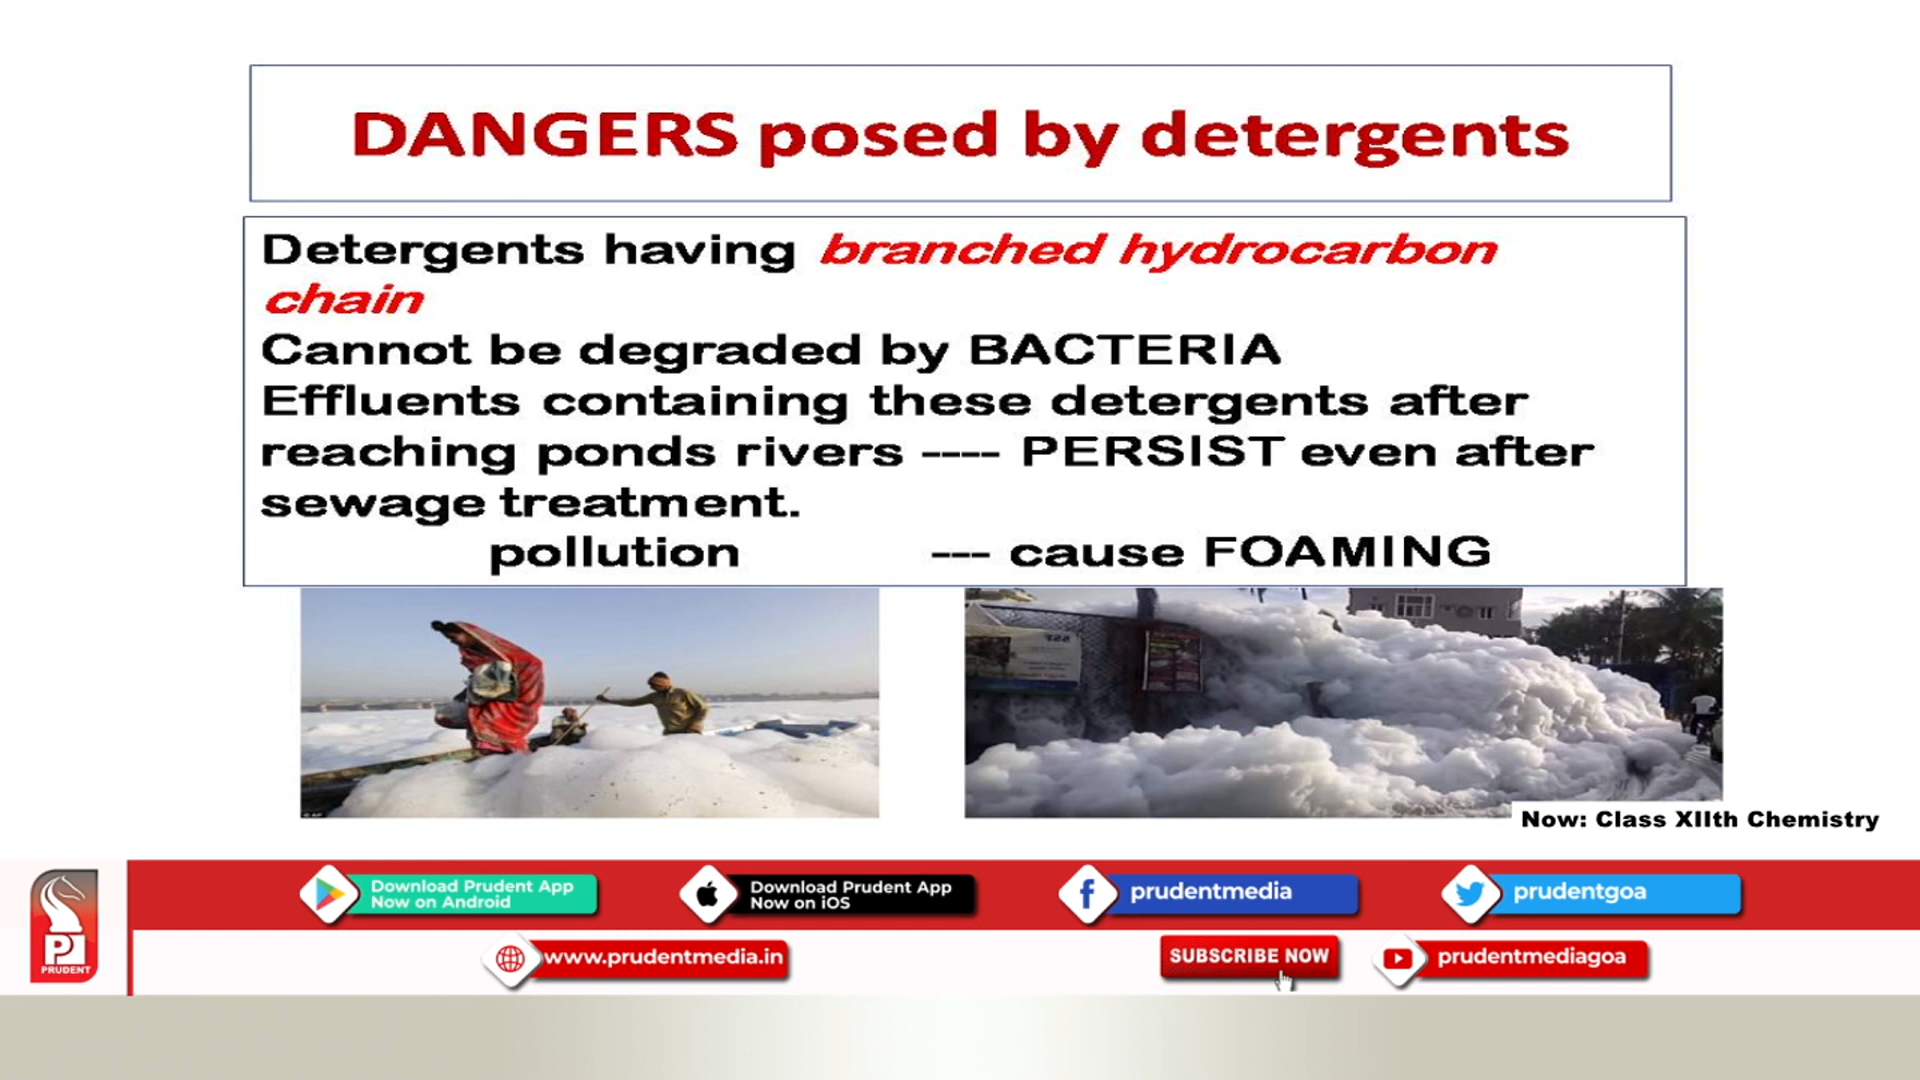 DANGERS posed by detergents
Detergents having branched hydrocarbon
chain
Cannot be degraded by BACTERIA
Effluents containing these detergents after
reaching ponds rivers ---- PERSIST even after
sewage treatment.
pollution --- cause FOAMING
Now: Class XIIth Chemistry
Download Prudent App
Now on Android
Download Prudent App
Now on iOS
prudentmedia
prudentgoa
PRUDENT
www.prudentmedia.in
SUBSCRIBE NOW
prudentmediagoa